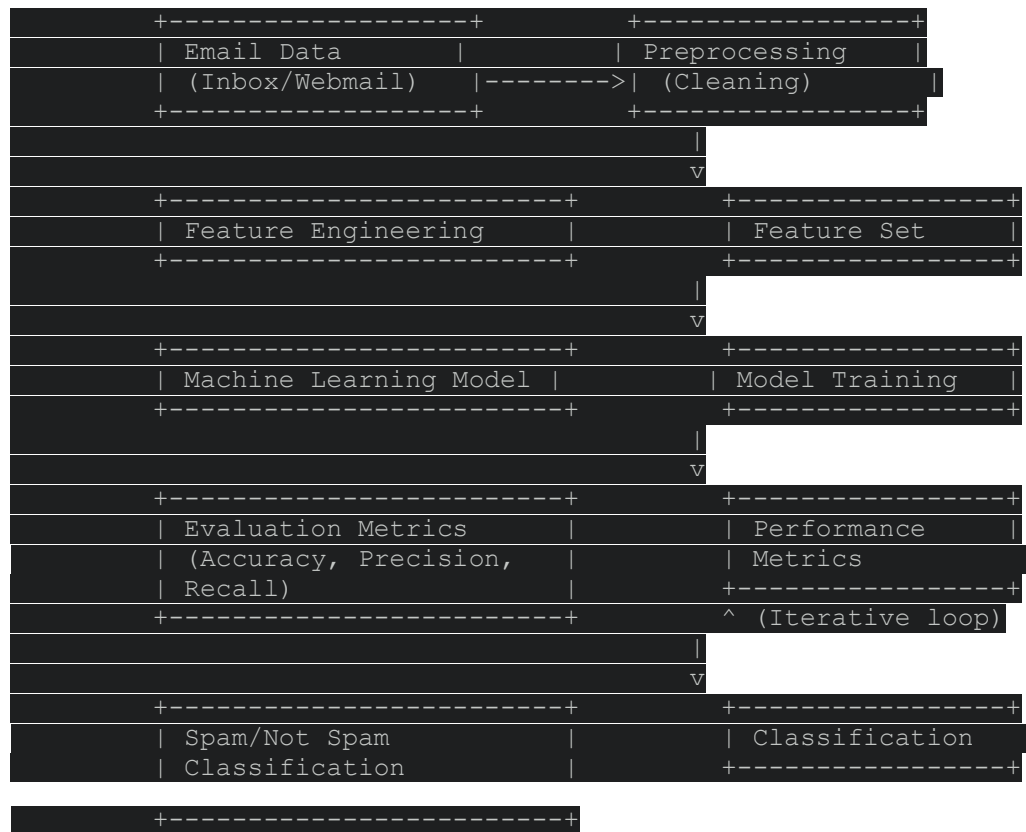 +-------------------+ +-----------------+
| Email Data | | Preprocessing |
| (Inbox/Webmail) |-------->| (Cleaning) |
+-------------------+ +-----------------+
|
v
+-------------------------+ +-----------------+
| Feature Engineering | | Feature Set |
+-------------------------+ +-----------------+
|
v
+-------------------------+ +-----------------+
| Machine Learning Model | | Model Training |
+-------------------------+ +-----------------+
|
v
+-------------------------+ +-----------------+
| Evaluation Metrics | | Performance |
| (Accuracy, Precision, | | Metrics
| Recall) | +-----------------+
+-------------------------+ ^ (Iterative loop)
|
v
+-------------------------+ +-----------------+
| Spam/Not Spam | | Classification
| Classification | +-----------------+
+-------------------------+